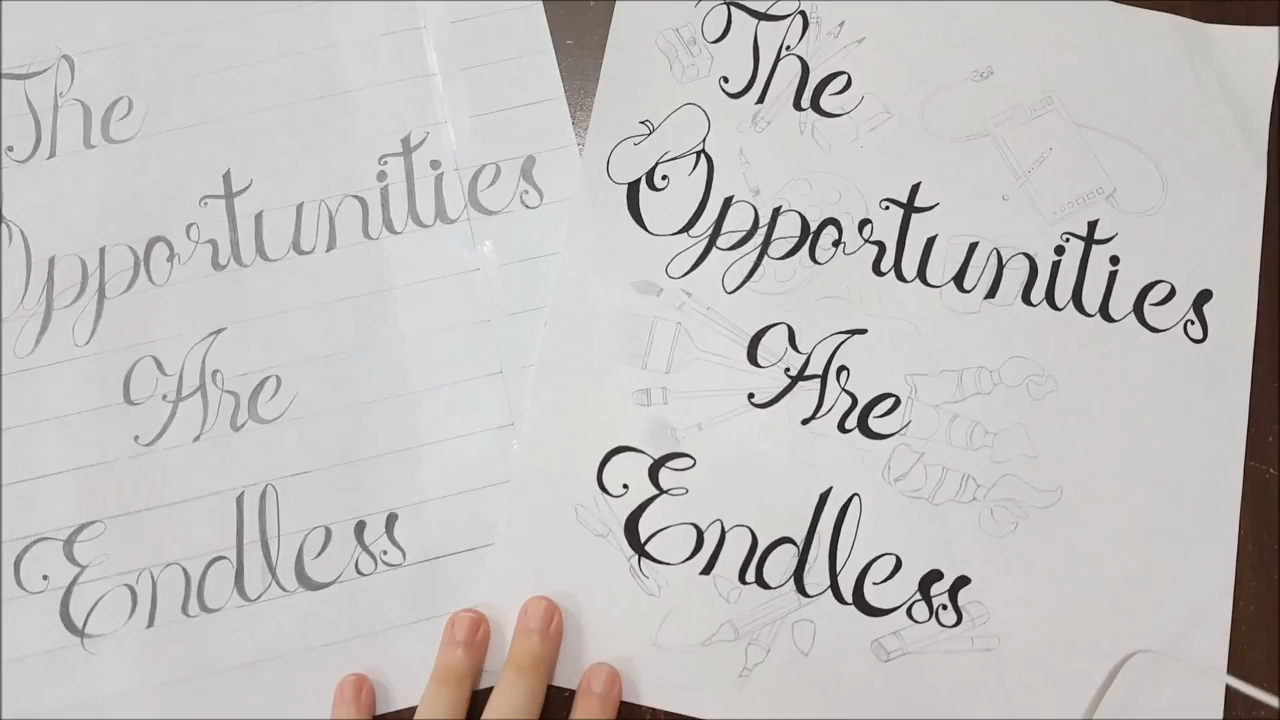 The
Opportunities
Are
Endless
The
Opportunities
Are
Endless